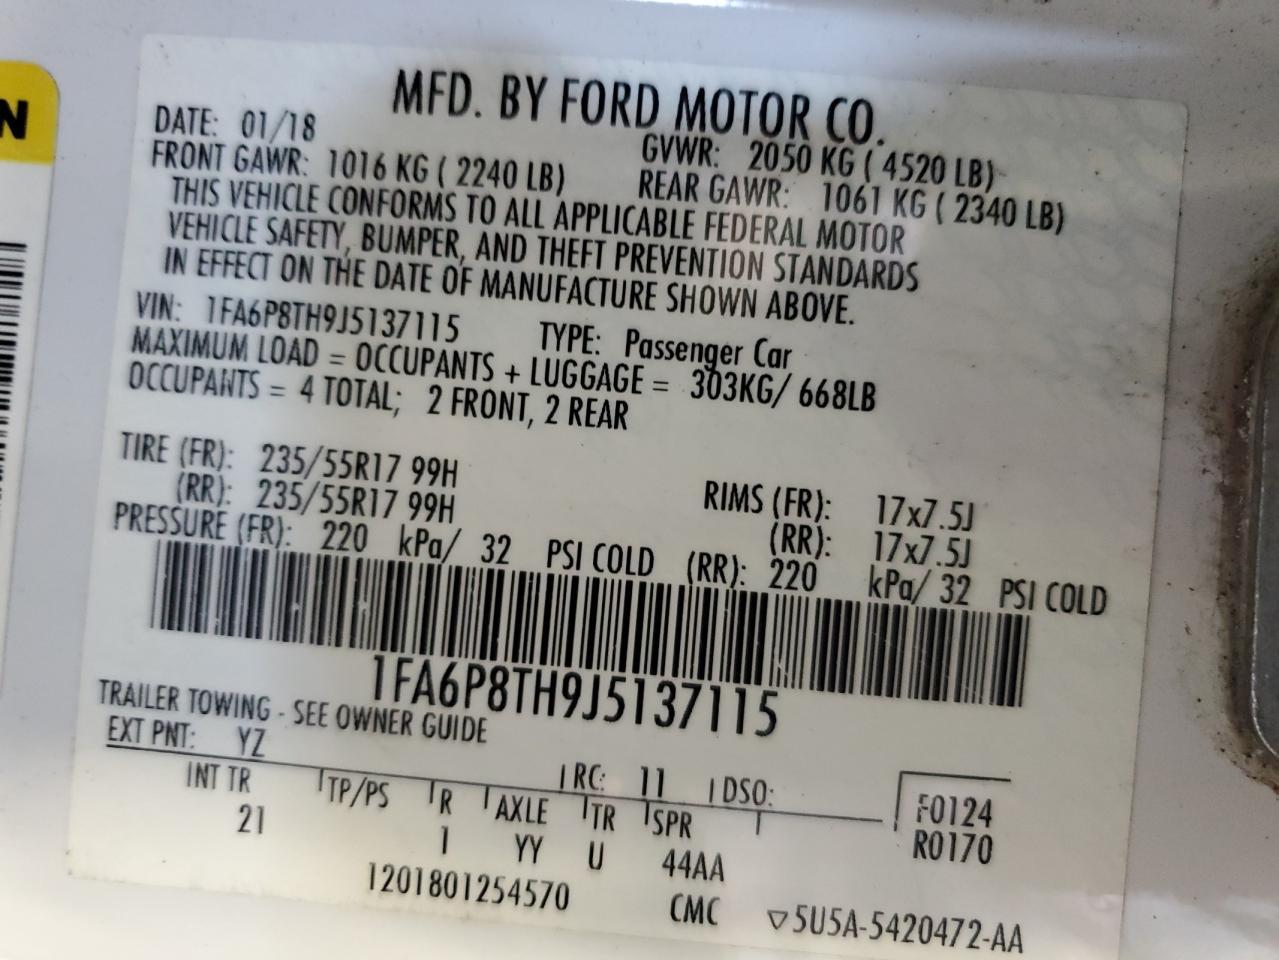 N
MFD. BY FORD MOTOR CO.
DATE: 01/18 GVWR: 2050 KG ( 4520 LB)
FRONT GAWR: 1016 KG ( 2240 LB) REAR GAWR: 1061 KG ( 2340 LB)
THIS VEHICLE CONFORMS TO ALL APPLICABLE FEDERAL MOTOR
VEHICLE SAFETY, BUMPER, AND THEFT PREVENTION STANDARDS
IN EFFECT ON THE DATE OF MANUFACTURE SHOWN ABOVE.
VIN: 1FA6P8TH9J5137115 TYPE: Passenger Car
MAXIMUM LOAD = OCCUPANTS + LUGGAGE = 303KG/ 668LB
OCCUPANTS = 4 TOTAL; 2 FRONT, 2 REAR
TIRE (FR): 235/55R17 99H RIMS (FR): 17x7.5J
(RR): 235/55R17 99H (RR): 17x7.5J
PRESSURE (FR): 220 kPa/ 32 PSI COLD (RR): 220 kPa/ 32 PSI COLD
1FA6P8TH9J5137115
TRAILER TOWING - SEE OWNER GUIDE
EXT PNT: YZ RC: 11 DSO: F0124
INT TR TP/PS R AXLE TR SPR R0170
21 1 YY U 44AA
1201801254570 CMC ▽5U5A-5420472-AA